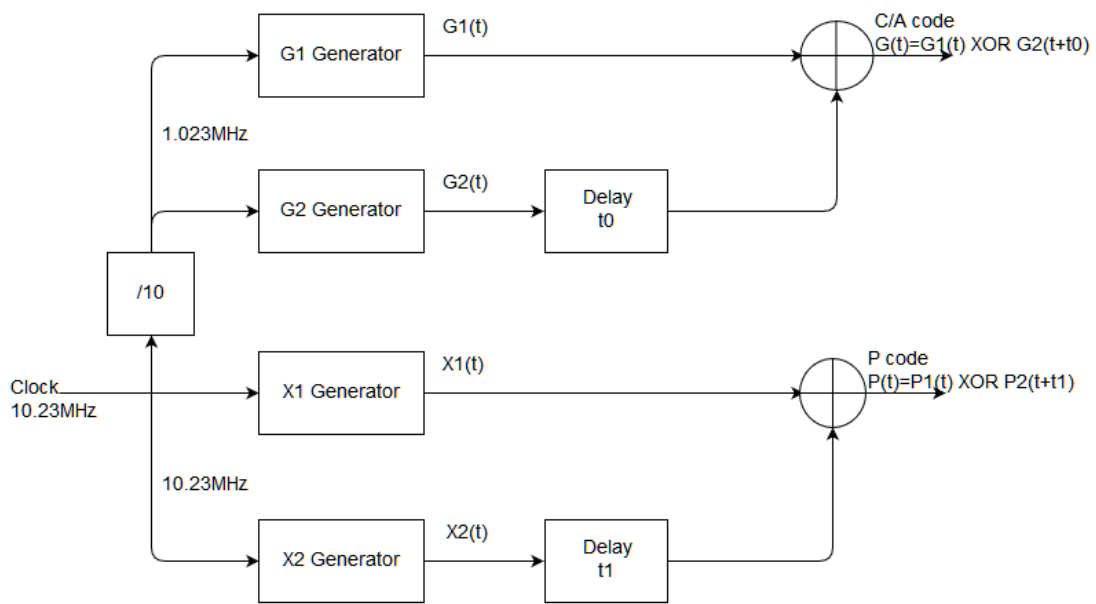 G1(t)
C/A code
G(t)=G1(t) XOR G2(t+t0)
G1 Generator
1.023MHz
G2(t)
G2 Generator
Delay
t0
/10
X1(t)
P code
P(t)=P1(t) XOR P2(t+t1)
Clock
10.23MHz
X1 Generator
10.23MHz
X2(t)
X2 Generator
Delay
t1